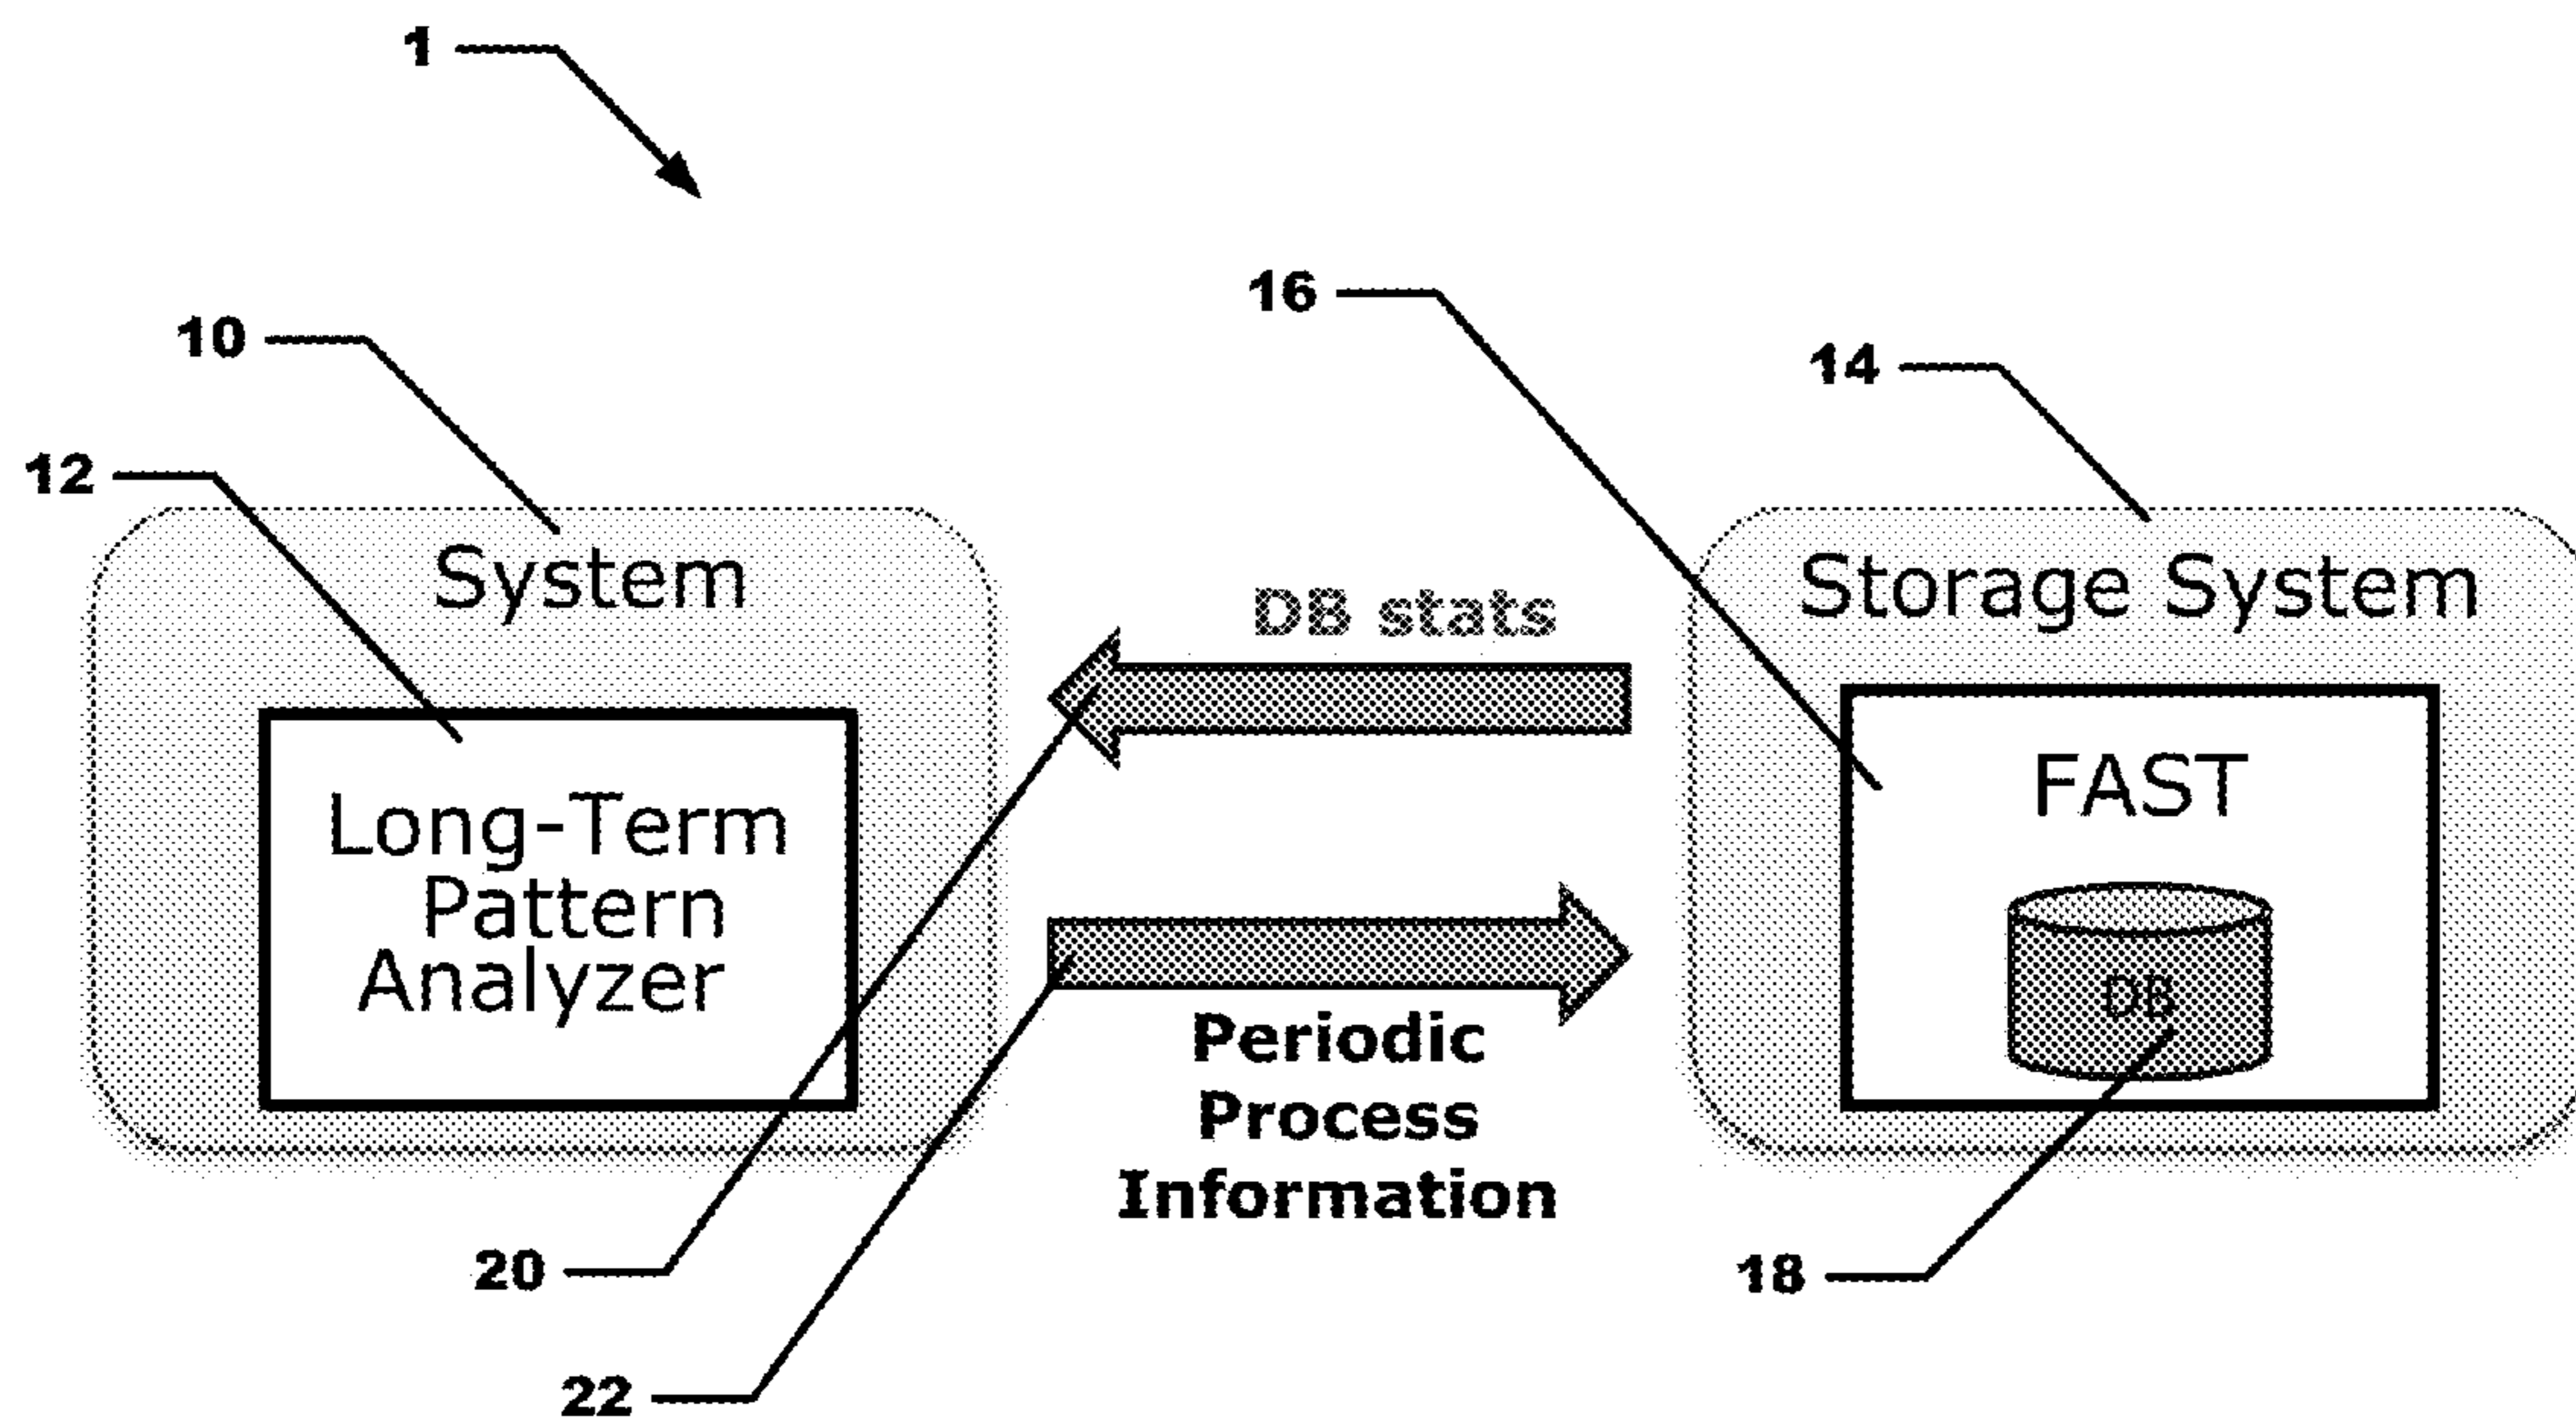 1
16
10
14
12
System
Storage System
DB stats
FAST
Long-Term
Pattern
Analyzer
DB
Periodic
Process
Information
20
18
22